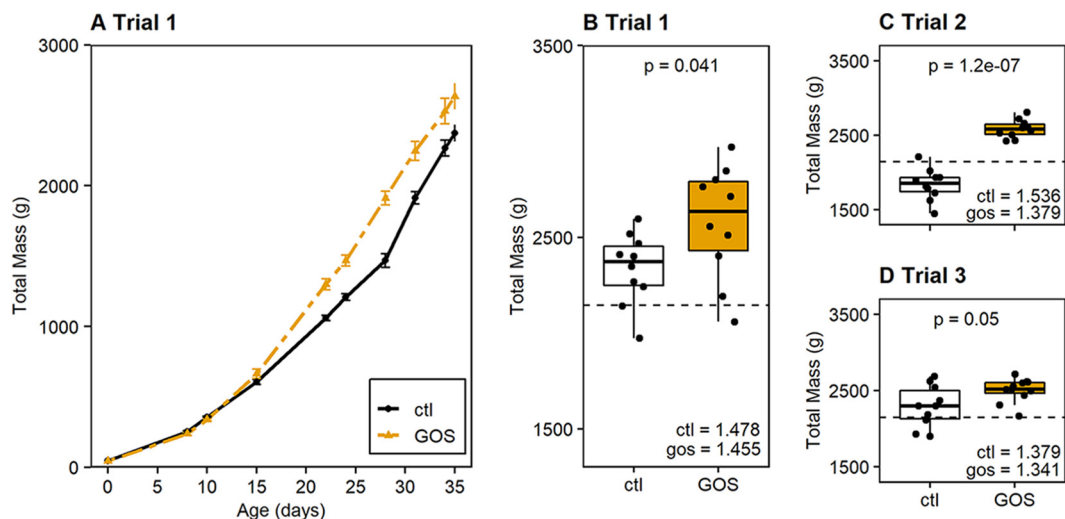 A Trial 1
Total Mass (g)
3000
2000
1000
0
0 5 10 15 20 25 30 35
Age (days)
ctl
GOS
B Trial 1
Total Mass (g)
3500
2500
1500
p = 0.041
ctl = 1.478
gos = 1.455
ctl GOS
C Trial 2
Total Mass (g)
3500
2500
1500
p = 1.2e-07
ctl = 1.536
gos = 1.379
D Trial 3
Total Mass (g)
3500
2500
1500
p = 0.05
ctl = 1.379
gos = 1.341
ctl GOS